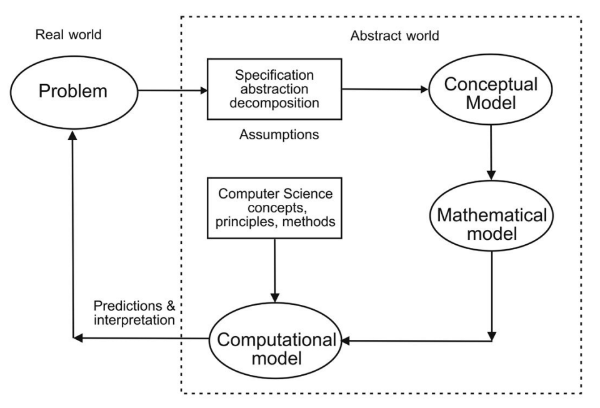 Real world
Abstract world
Problem
Specification
abstraction
decomposition
Conceptual
Model
Assumptions
Computer Science
concepts,
principles, methods
Mathematical
model
Predictions &
interpretation
Computational
model